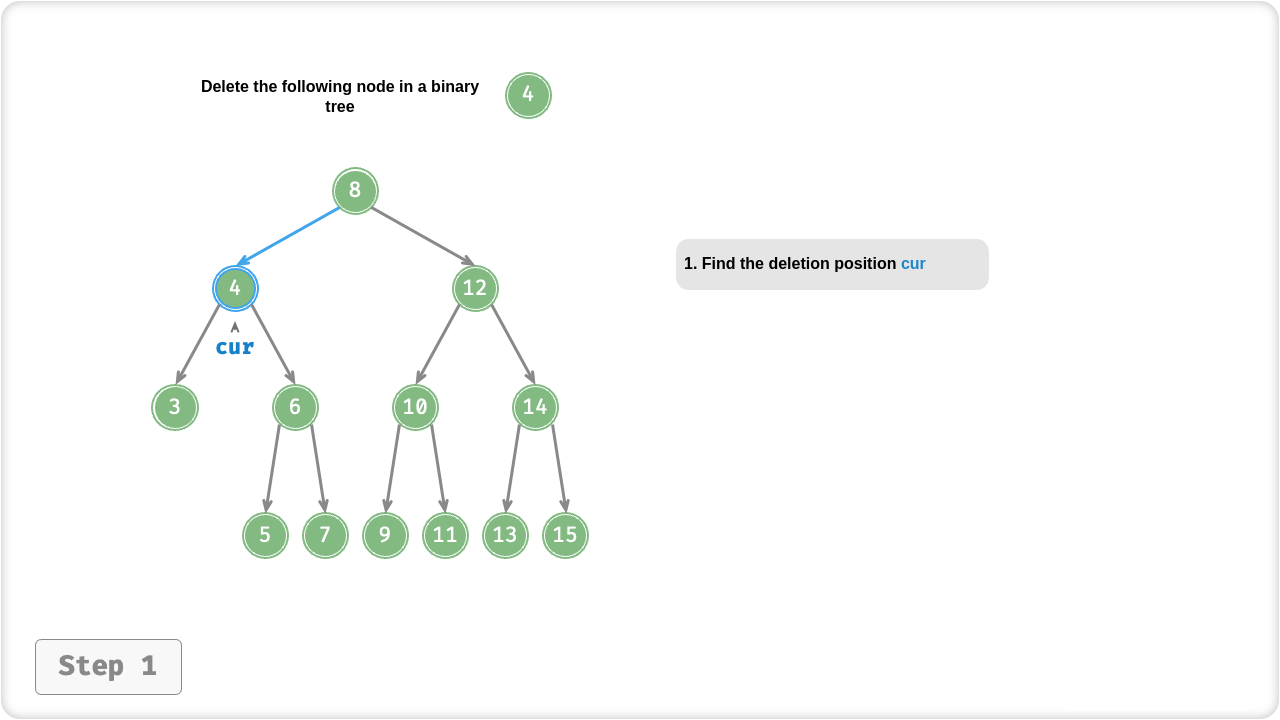 Delete the following node in a binary
tree
4
8
1. Find the deletion position cur
4
12
cur
3
6
10
14
5
7
9
11
13
15
Step 1